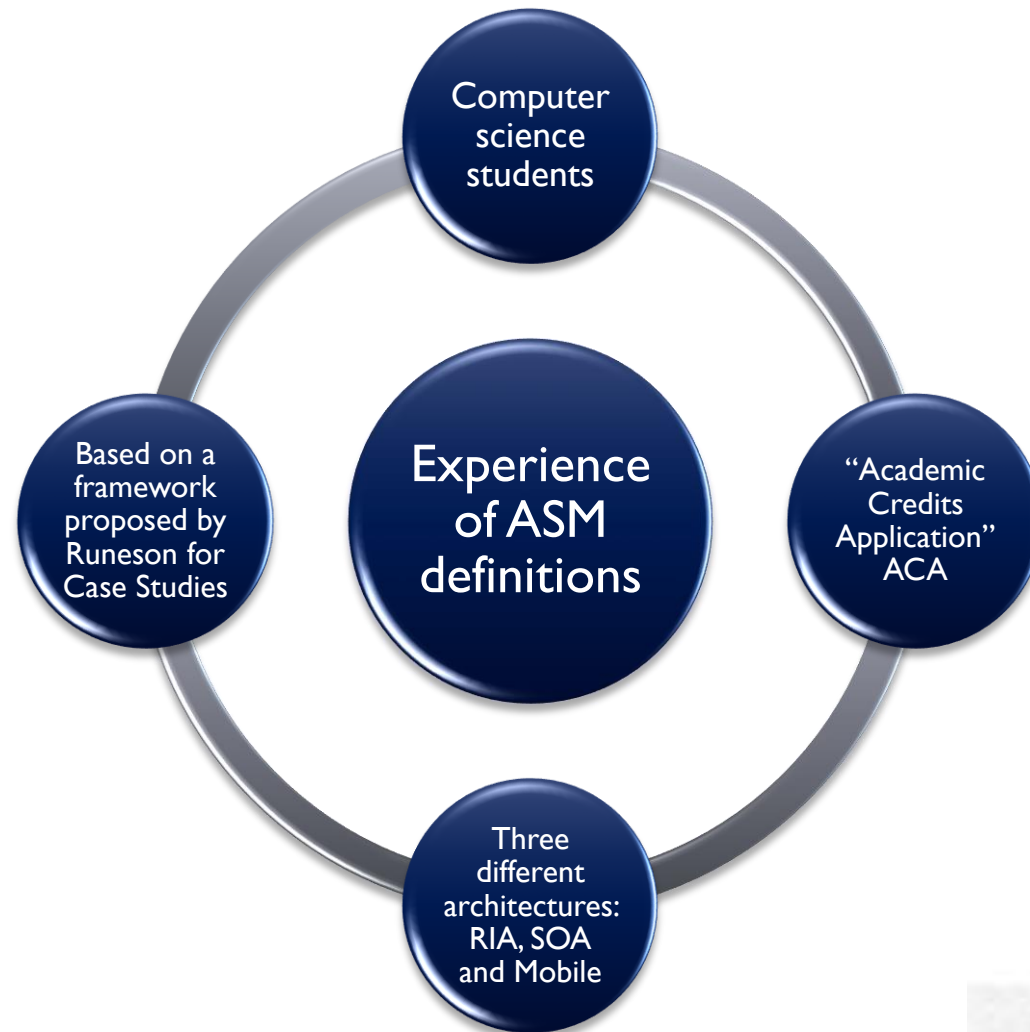 Computer
science
students
Based on a
framework
proposed by
Runeson for
Case Studies
Experience
of ASM
definitions
“Academic
Credits
Application”
ACA
Three
different
architectures:
RIA, SOA
and Mobile